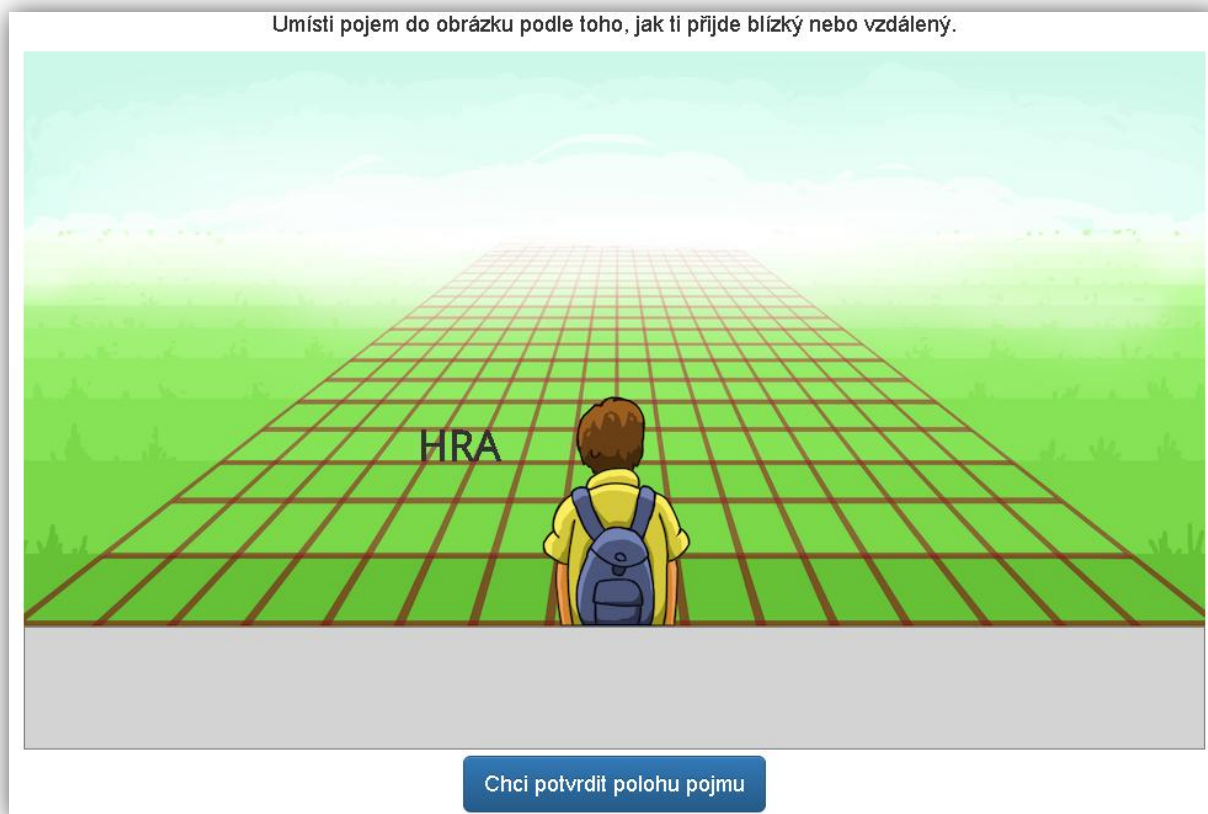 Umísti pojem do obrázku podle toho, jak ti přijde blízký nebo vzdálený.
HRA
Chci potvrdit polohu pojmu